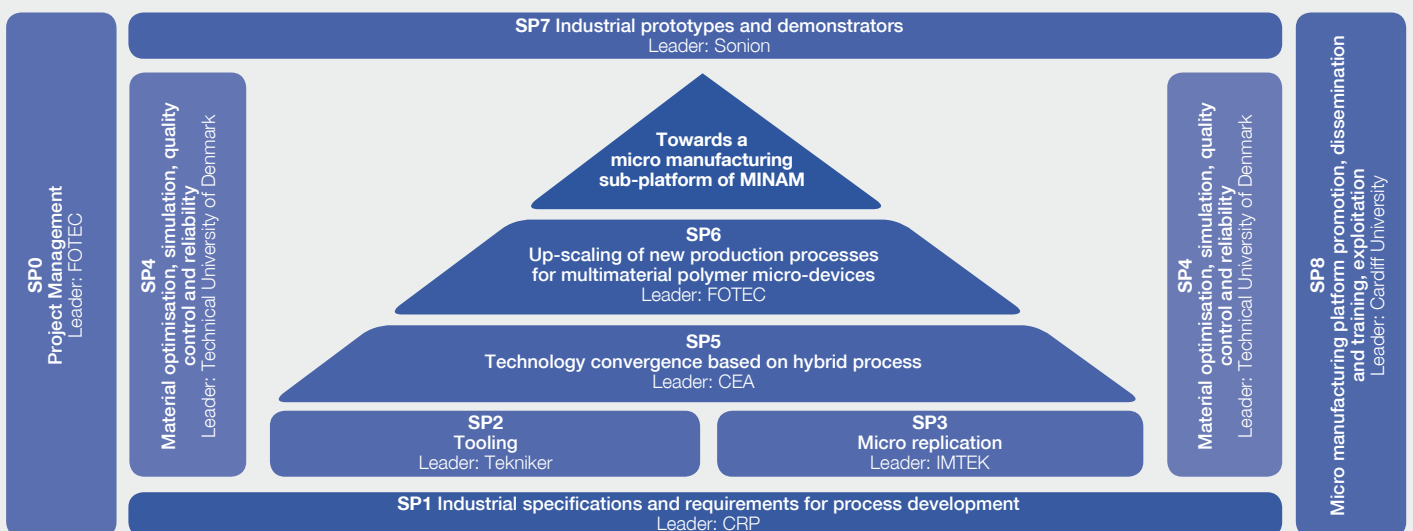 SP7 Industrial prototypes and demonstrators
Leader: Sonion
SP0
Project Management
Leader: FOTEC
SP4
Material optimisation, simulation, quality
control and reliability
Leader: Technical University of Denmark
Towards a
micro manufacturing
sub-platform of MINAM
SP6
Up-scaling of new production processes
for multimaterial polymer micro-devices
Leader: FOTEC
SP5
Technology convergence based on hybrid process
Leader: CEA
SP2
Tooling
Leader: Tekniker
SP3
Micro replication
Leader: IMTEK
SP4
Material optimisation, simulation, quality
control and reliability
Leader: Technical University of Denmark
SP8
Micro manufacturing platform promotion, dissemination
and training, exploitation
Leader: Cardiff University
SP1 Industrial specifications and requirements for process development
Leader: CRP